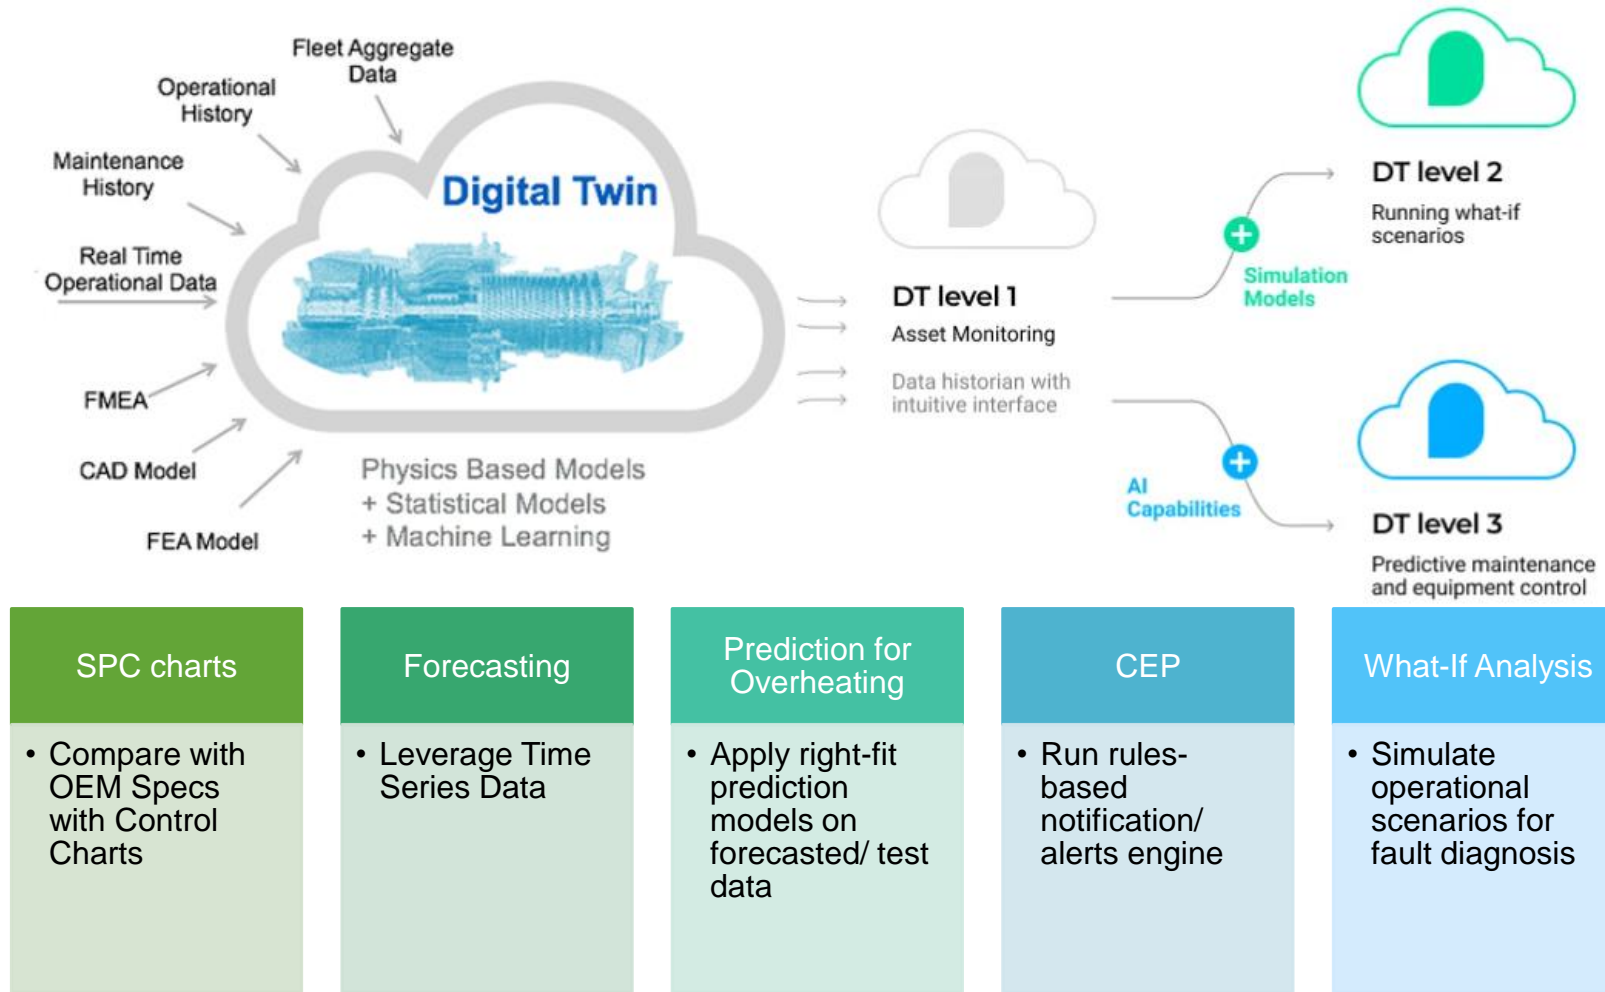 Fleet Aggregate
Data
Operational
History
Maintenance
History
Real Time
Operational Data
FMEA
CAD Model
FEA Model
Digital Twin
Physics Based Models
+ Statistical Models
+ Machine Learning
DT level 1
Asset Monitoring
Data historian with
intuitive interface
Simulation
Models
AI
Capabilities
DT level 2
Running what-if
scenarios
DT level 3
Predictive maintenance
and equipment control
SPC charts
• Compare with
OEM Specs
with Control
Charts
Forecasting
• Leverage Time
Series Data
Prediction for
Overheating
• Apply right-fit
prediction
models on
forecasted/ test
data
CEP
• Run rules-
based
notification/
alerts engine
What-If Analysis
• Simulate
operational
scenarios for
fault diagnosis